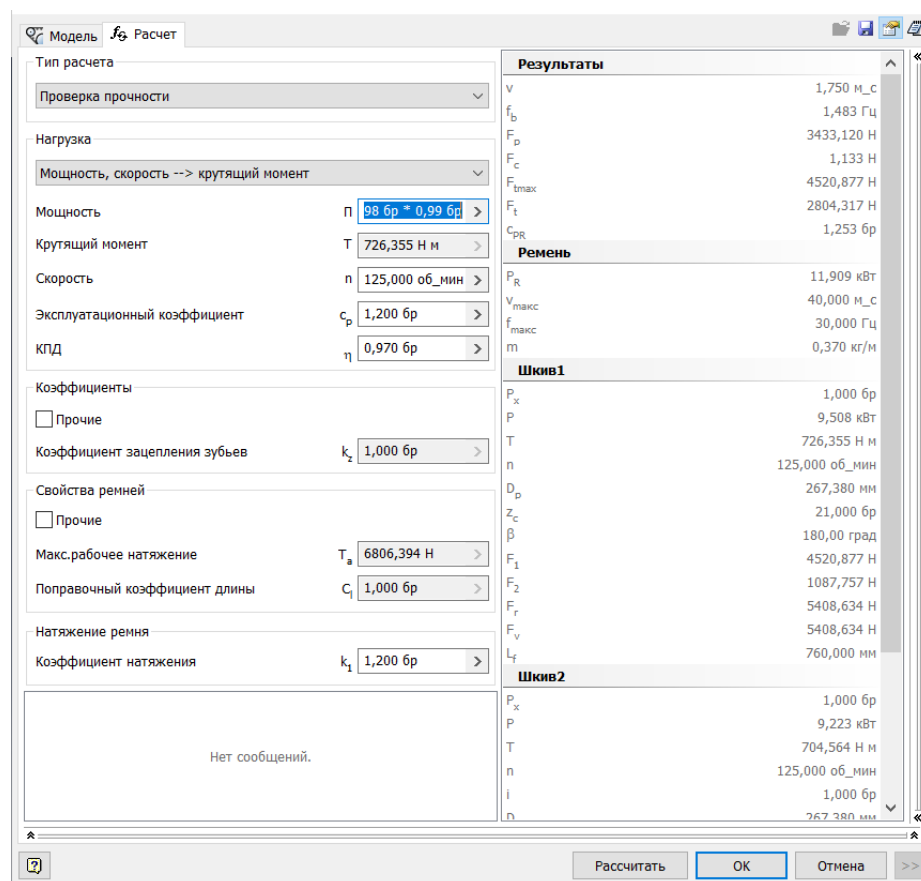 Модель
fG Расчет
Тип расчета
Проверка прочности
Нагрузка
Мощность, скорость --> крутящий момент
Мощность П 98 бр * 0,99 бр >
Крутящий момент T 726,355 Н м >
Скорость n 125,000 об_мин >
Эксплуатационный коэффициент cp 1,200 бр >
КПД η 0,970 бр >
Коэффициенты
Прочие
Коэффициент зацепления зубьев kz 1,000 бр >
Свойства ремней
Прочие
Макс.рабочее натяжение Ta 6806,394 Н >
Поправочный коэффициент длины Cl 1,000 бр >
Натяжение ремня
Коэффициент натяжения k1 1,200 бр >
Нет сообщений.
Результаты
v 1,750 м_с
fb 1,483 Гц
Fp 3433,120 Н
Fc 1,133 Н
Ftmax 4520,877 Н
Ft 2804,317 Н
cPR 1,253 бр
Ремень
PR 11,909 кВт
vмакс 40,000 м_с
fмакс 30,000 Гц
m 0,370 кг/м
Шкив1
Px 1,000 бр
P 9,508 кВт
T 726,355 Н м
n 125,000 об_мин
Dp 267,380 мм
zc 21,000 бр
β 180,00 град
F1 4520,877 Н
F2 1087,757 Н
Fr 5408,634 Н
Fv 5408,634 Н
Lf 760,000 мм
Шкив2
Px 1,000 бр
P 9,223 кВт
T 704,564 Н м
n 125,000 об_мин
i 1,000 бр
D 267,380 мм
Рассчитать ОК Отмена >>